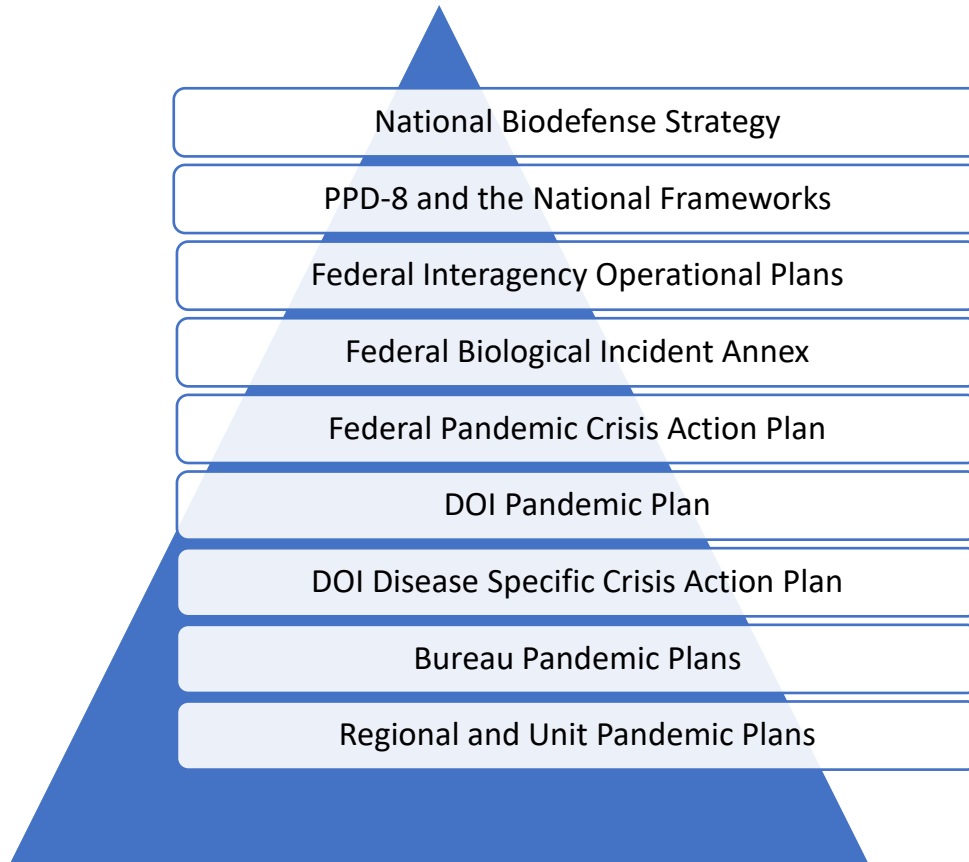 National Biodefense Strategy
PPD-8 and the National Frameworks
Federal Interagency Operational Plans
Federal Biological Incident Annex
Federal Pandemic Crisis Action Plan
DOI Pandemic Plan
DOI Disease Specific Crisis Action Plan
Bureau Pandemic Plans
Regional and Unit Pandemic Plans